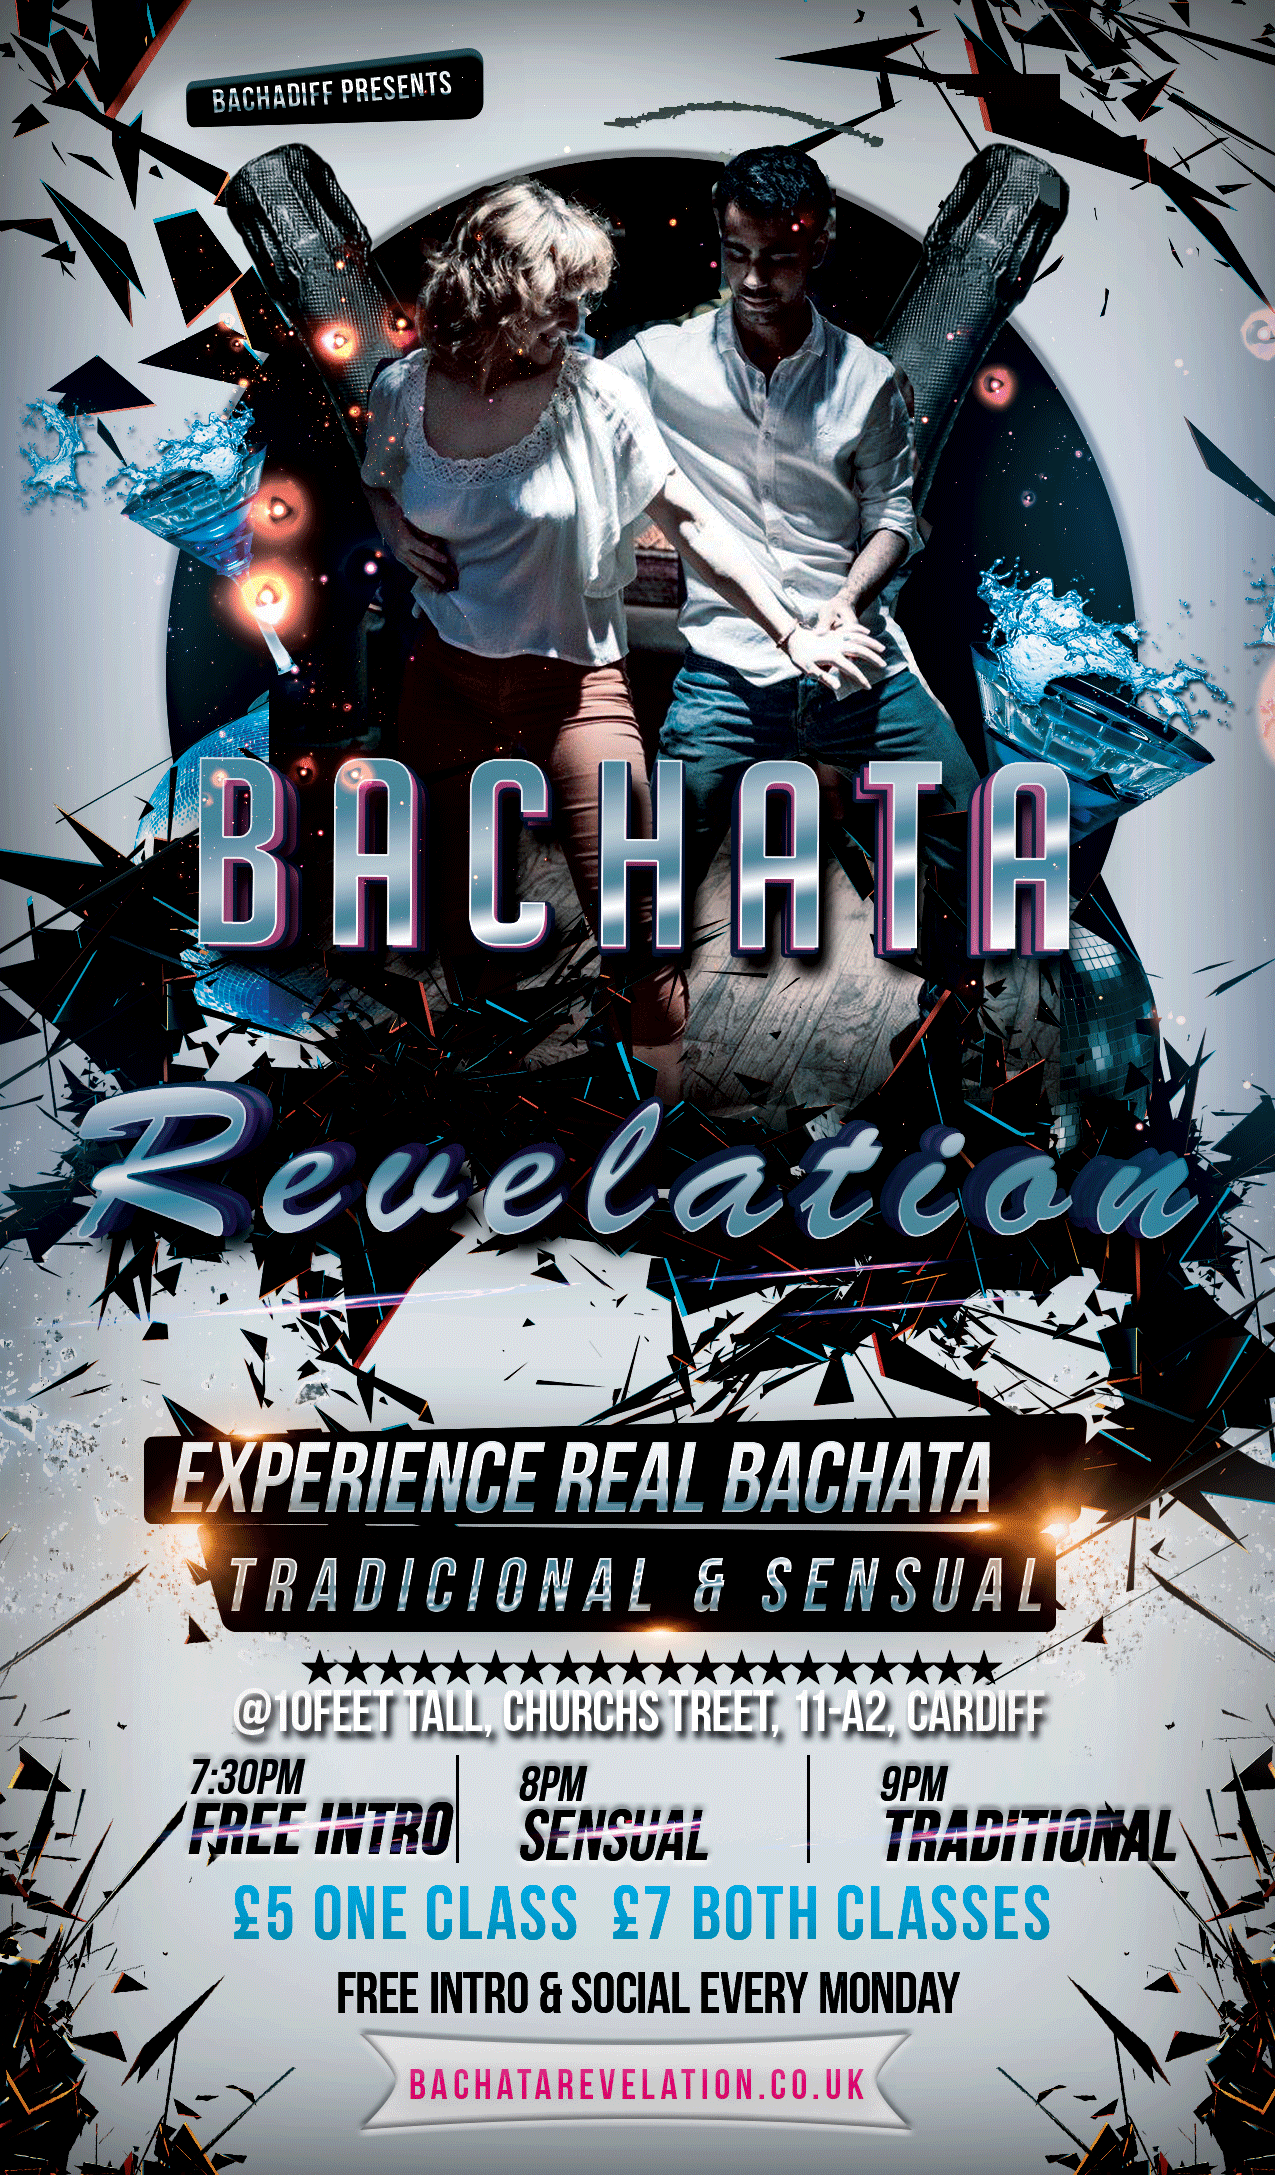 BACHADIFF PRESENTS
BACHATA
Revelation
EXPERIENCE REAL BACHATA
TRADICIONAL & SENSUAL
@10FEET TALL, CHURCHS TREET, 11-A2, CARDIFF
7:30PM
FREE INTRO
8PM
SENSUAL
9PM
TRADITIONAL
£5 ONE CLASS £7 BOTH CLASSES
FREE INTRO & SOCIAL EVERY MONDAY
BACHATAREVELATION.CO.UK